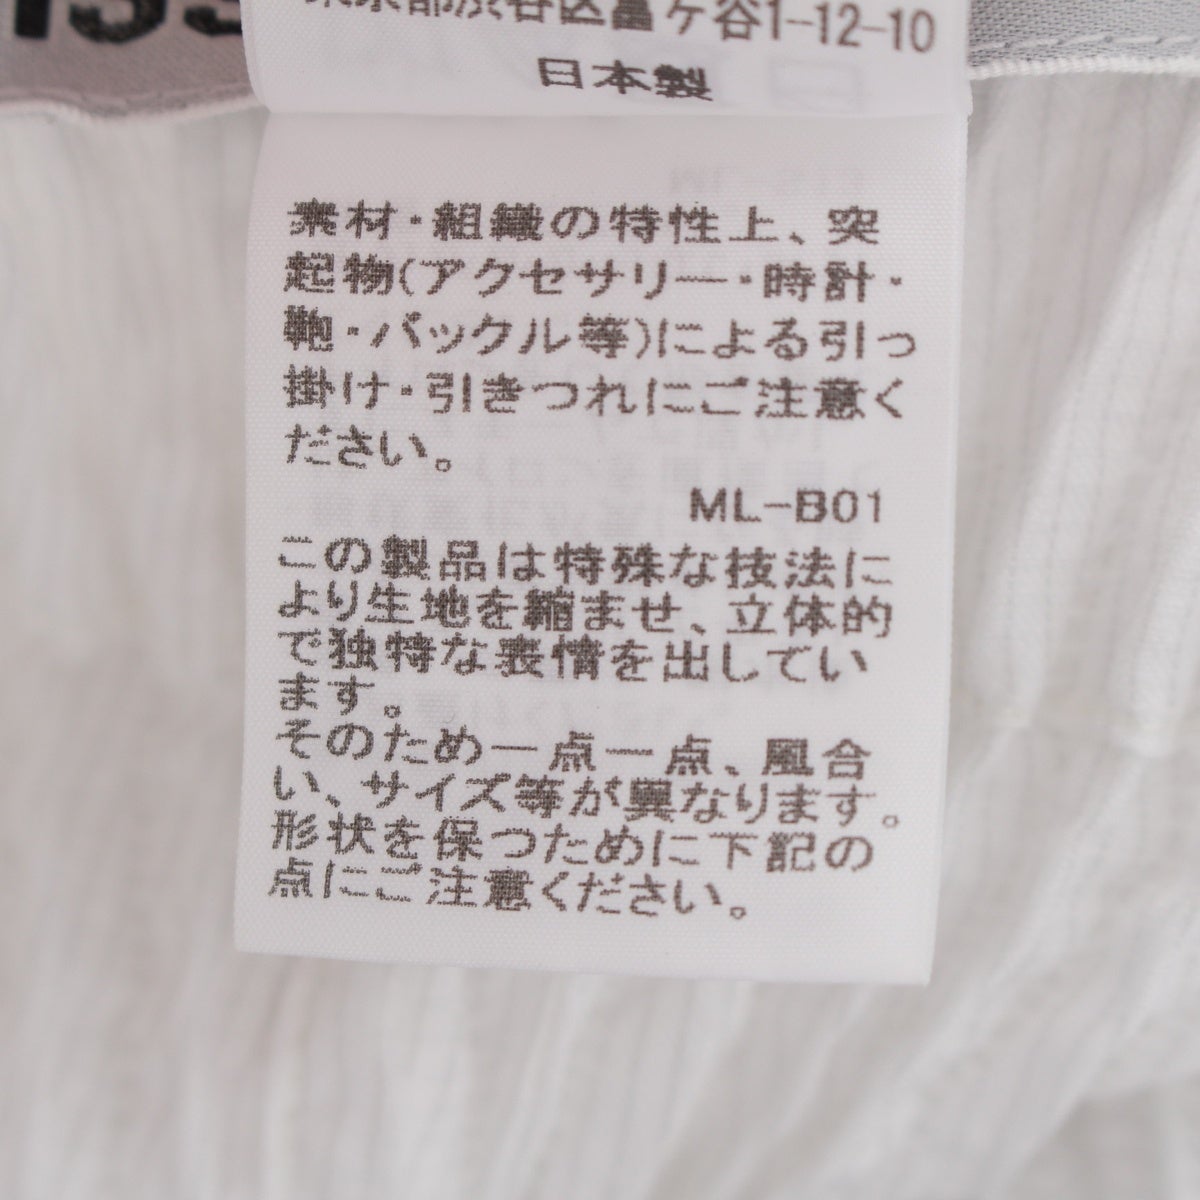 ISS
東京都渋谷区富ヶ谷1-12-10
日本製
素材・組織の特性上、突
起物(アクセサリー・時計・
鞄・バックル等)による引っ
掛け・引きつれにご注意く
ださい。
ML-B01
この製品は特殊な技法に
より生地を縮ませ、立体的
で独特な表情を出してい
ます。
そのため一点一点、風合
い、サイズ等が異なります。
形状を保つために下記の
点にご注意ください。